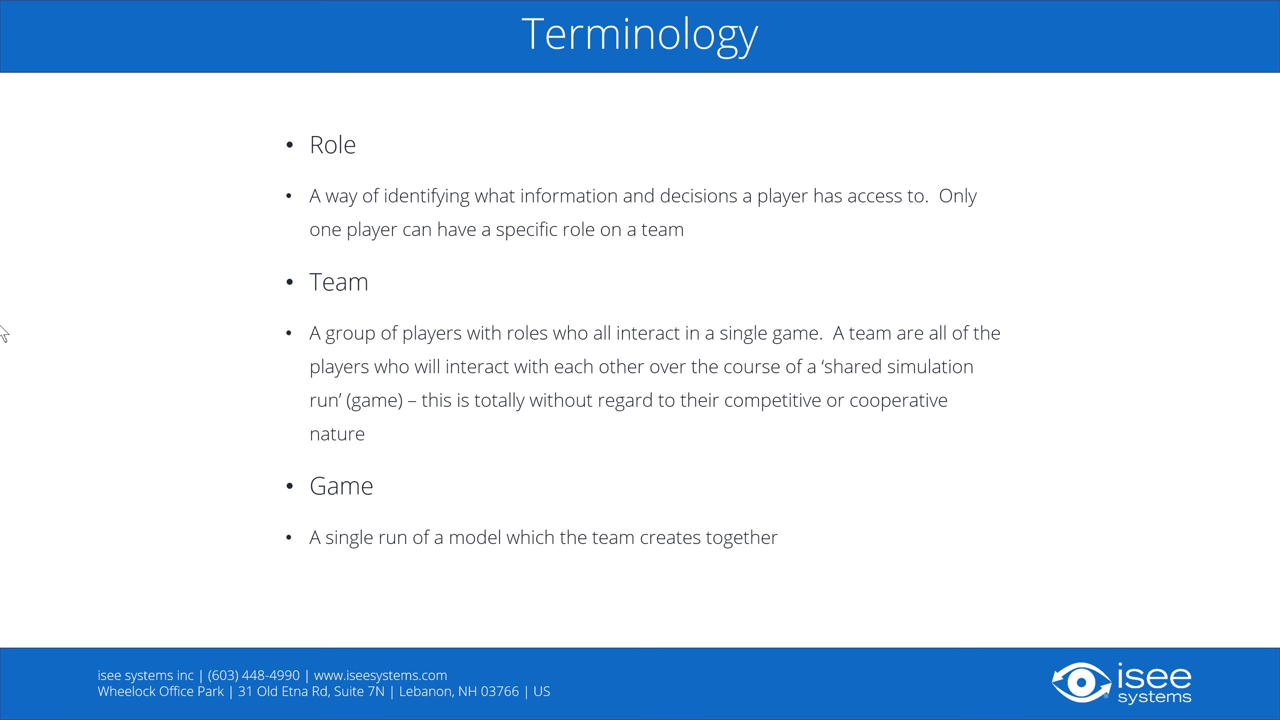 Terminology
• Role
• A way of identifying what information and decisions a player has access to.  Only
one player can have a specific role on a team
• Team
• A group of players with roles who all interact in a single game.  A team are all of the
players who will interact with each other over the course of a ‘shared simulation
run’ (game) – this is totally without regard to their competitive or cooperative
nature
• Game
• A single run of a model which the team creates together
isee systems inc | (603) 448-4990 | www.iseesystems.com
Wheelock Office Park | 31 Old Etna Rd, Suite 7N | Lebanon, NH 03766 | US
isee
systems